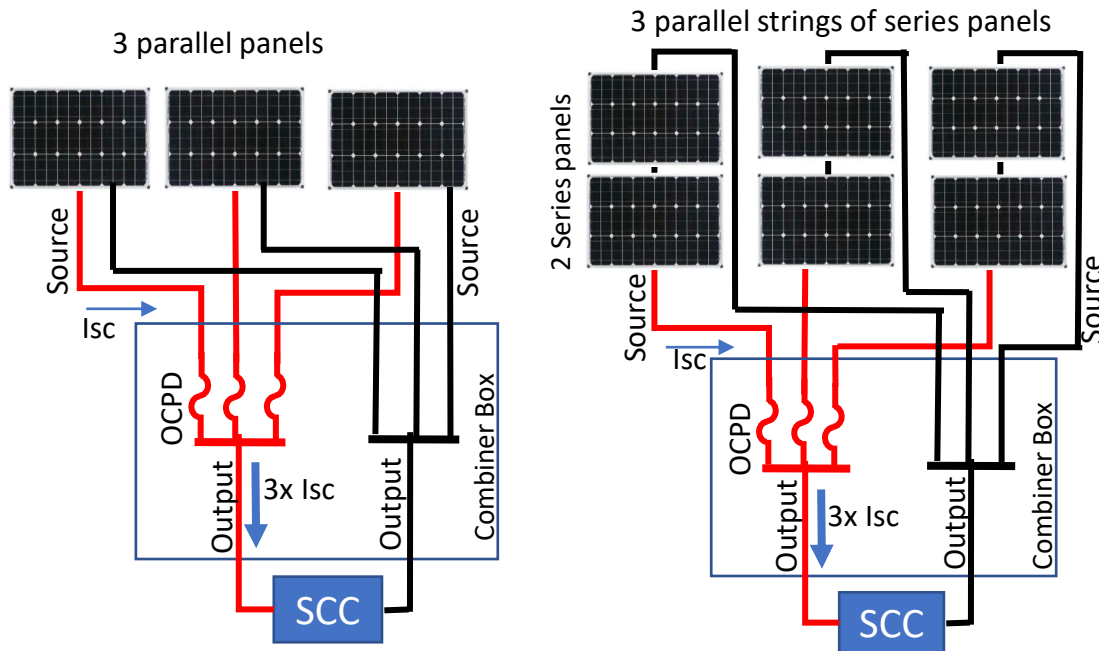 3 parallel panels
Source
Source
Isc
OCPD
Output
3x Isc
Output
Combiner Box
SCC
3 parallel strings of series panels
2 Series panels
Source
Source
Isc
OCPD
Output
3x Isc
Output
Combiner Box
SCC